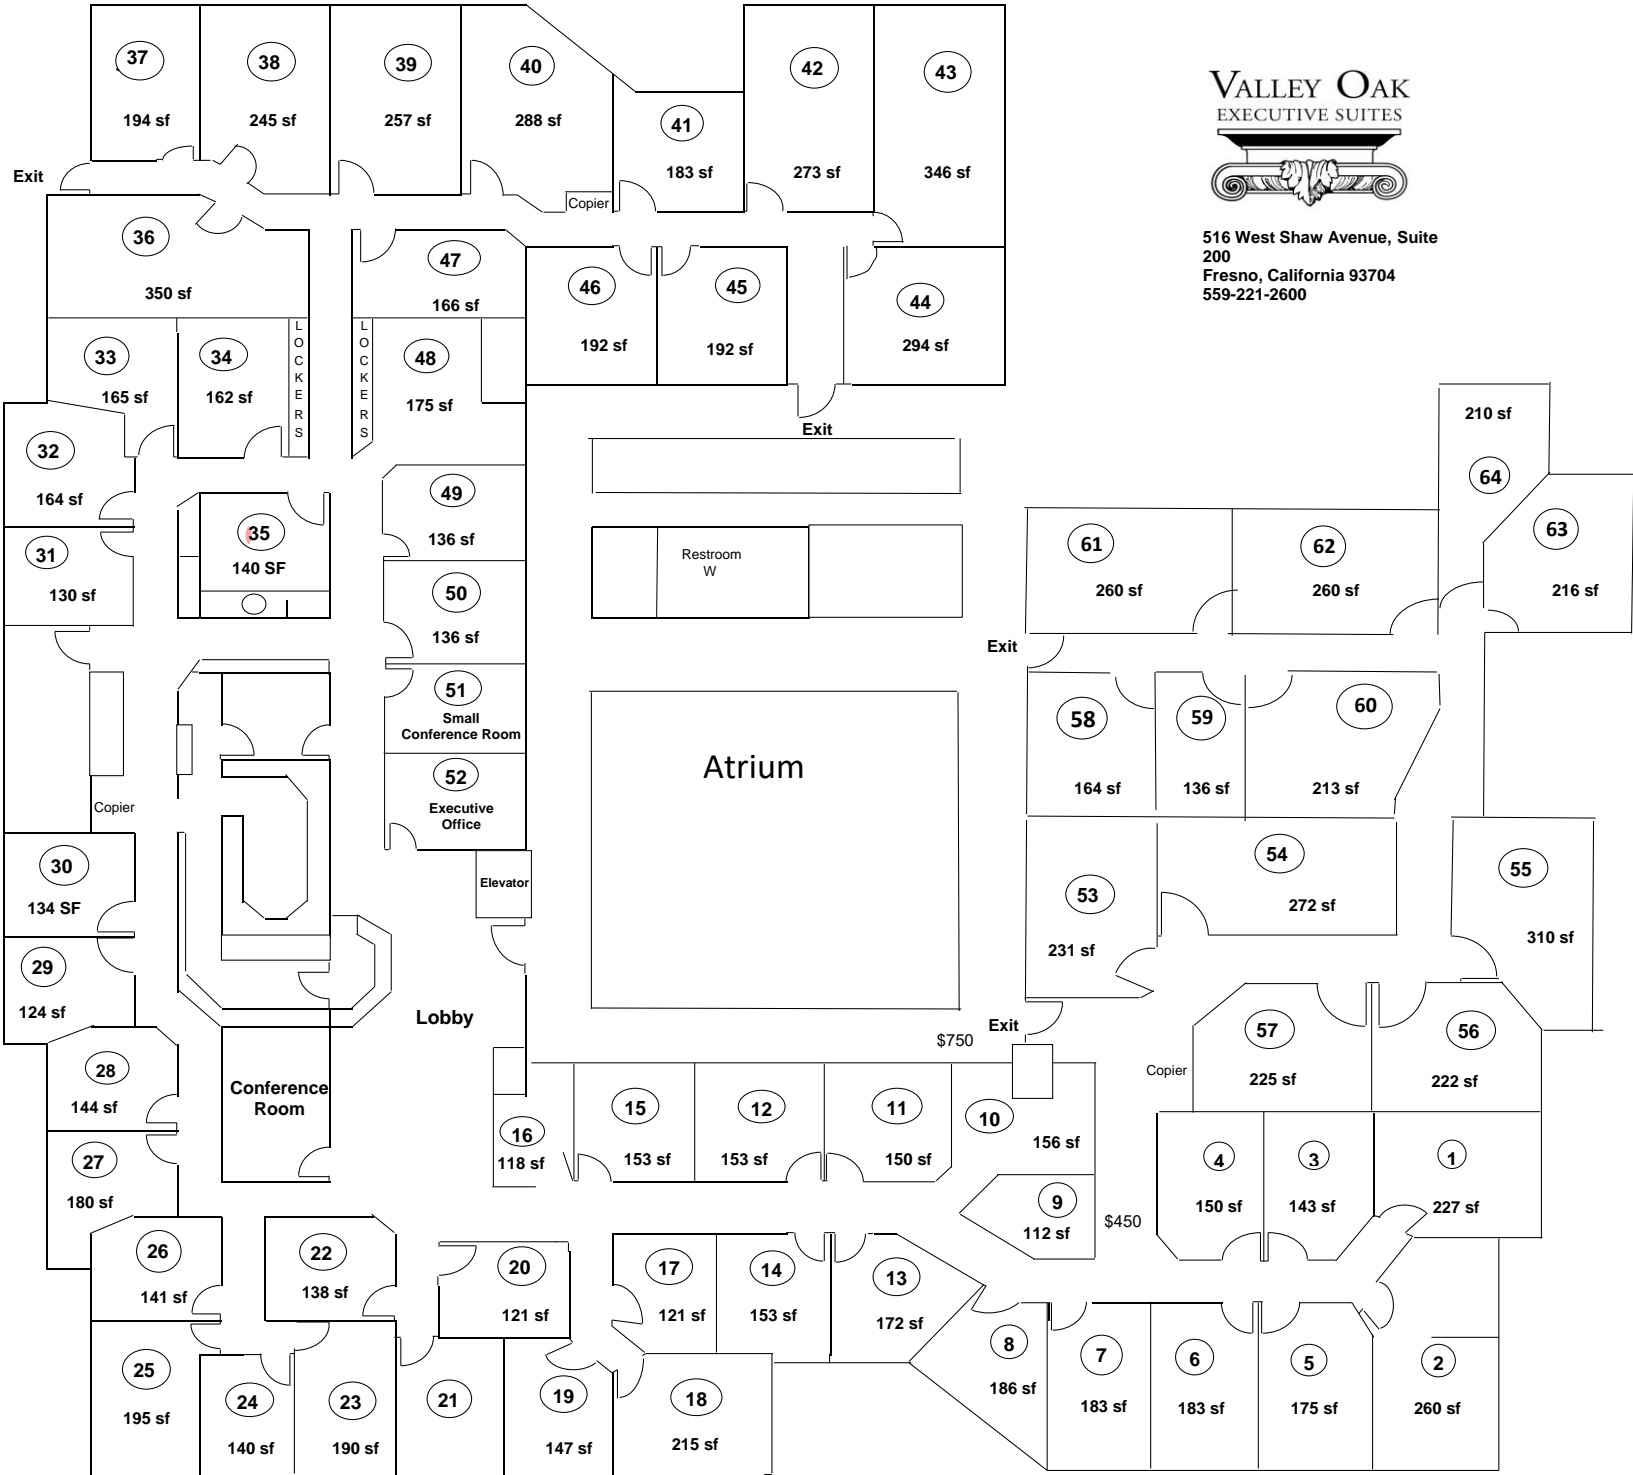 37
38
39
40
41
42
43
194 sf
245 sf
257 sf
288 sf
183 sf
273 sf
346 sf
VALLEY OAK
EXECUTIVE SUITES
516 West Shaw Avenue, Suite
200
Fresno, California 93704
559-221-2600
Exit
Copier
36
350 sf
47
166 sf
46
192 sf
45
192 sf
44
294 sf
33
165 sf
34
162 sf
LOCKERS
LOCKERS
48
175 sf
Exit
32
164 sf
49
136 sf
35
140 SF
31
130 sf
50
136 sf
Restroom
W
51
Small
Conference Room
52
Executive
Office
Atrium
Copier
30
134 SF
Elevator
29
124 sf
Lobby
28
144 sf
Conference
Room
27
180 sf
26
141 sf
22
138 sf
20
121 sf
25
195 sf
24
140 sf
23
190 sf
21
19
147 sf
18
215 sf
17
121 sf
14
153 sf
13
172 sf
16
118 sf
15
153 sf
12
153 sf
11
150 sf
10
156 sf
9
112 sf
$750
$450
Exit
210 sf
64
63
216 sf
61
260 sf
62
260 sf
Exit
58
164 sf
59
136 sf
60
213 sf
53
231 sf
54
272 sf
55
310 sf
57
225 sf
56
222 sf
Copier
4
150 sf
3
143 sf
1
227 sf
8
186 sf
7
183 sf
6
183 sf
5
175 sf
2
260 sf